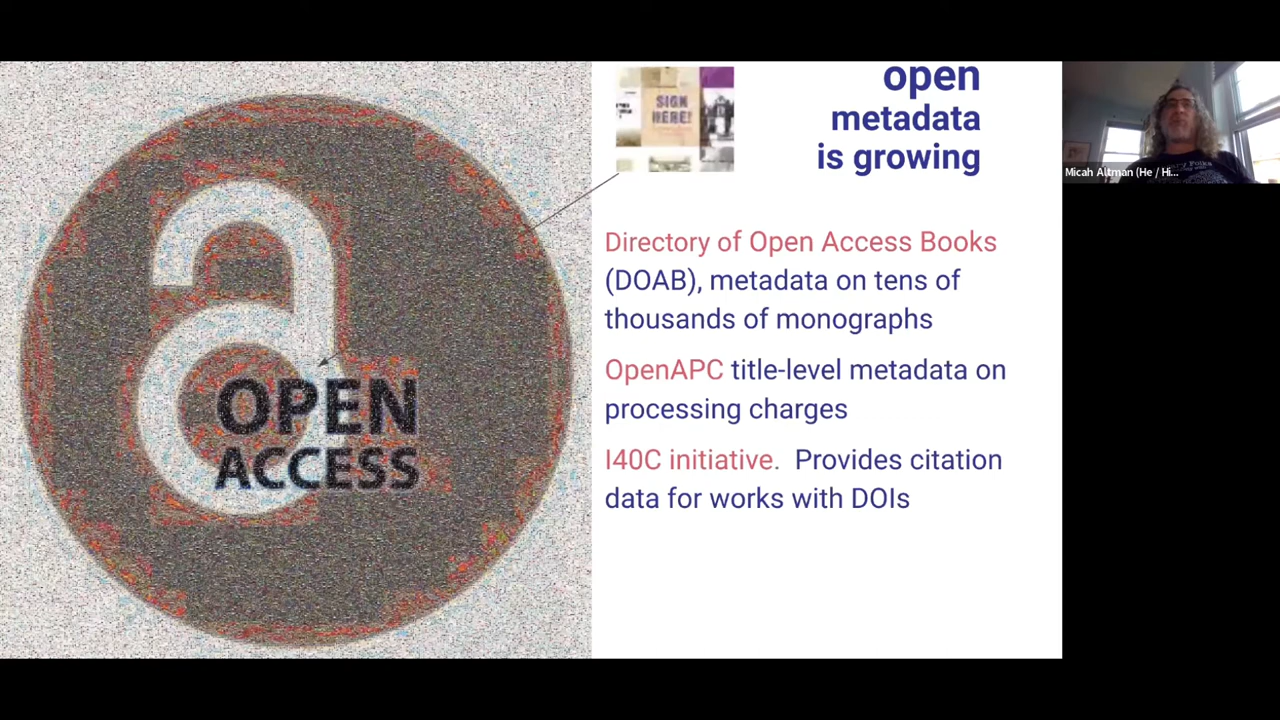 OPEN
ACCESS
SIGN
HERE!
open
metadata
is growing
Directory of Open Access Books
(DOAB), metadata on tens of
thousands of monographs
OpenAPC title-level metadata on
processing charges
I40C initiative. Provides citation
data for works with DOIs
Micah Altman (He / Hi...